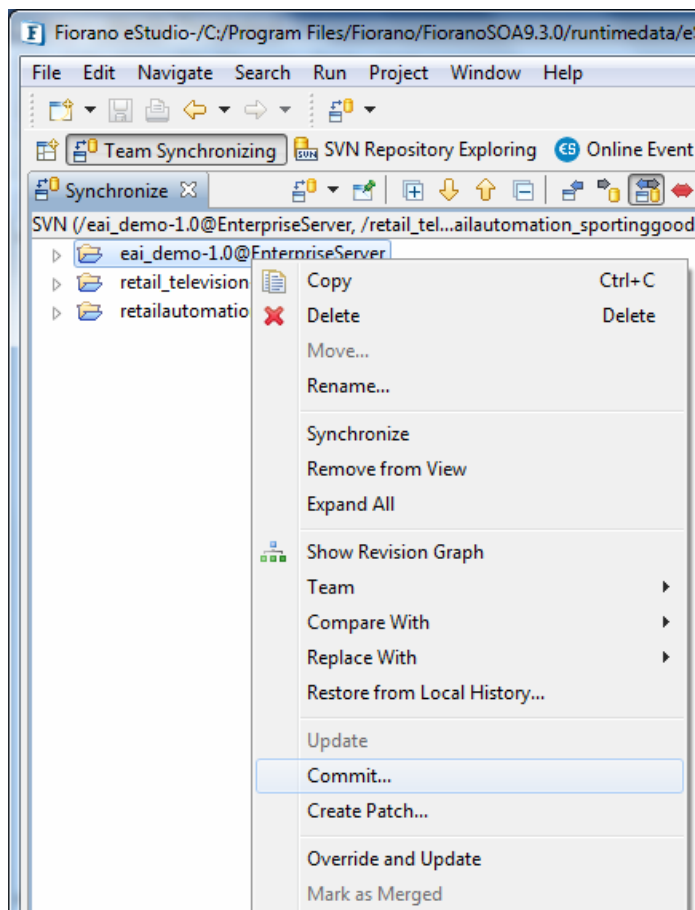 Fiorano eStudio-/C:/Program Files/Fiorano/FioranoSOA9.3.0/runtimedata/eS
File Edit Navigate Search Run Project Window Help
Team Synchronizing SVN Repository Exploring ES Online Event
Synchronize
SVN (/eai_demo-1.0@EnterpriseServer, /retail_tel...ailautomation_sportinggood
eai_demo-1.0@EnterpriseServer
retail_television
retailautomatio
Copy Ctrl+C
Delete Delete
Move...
Rename...
Synchronize
Remove from View
Expand All
Show Revision Graph
Team
Compare With
Replace With
Restore from Local History...
Update
Commit...
Create Patch...
Override and Update
Mark as Merged